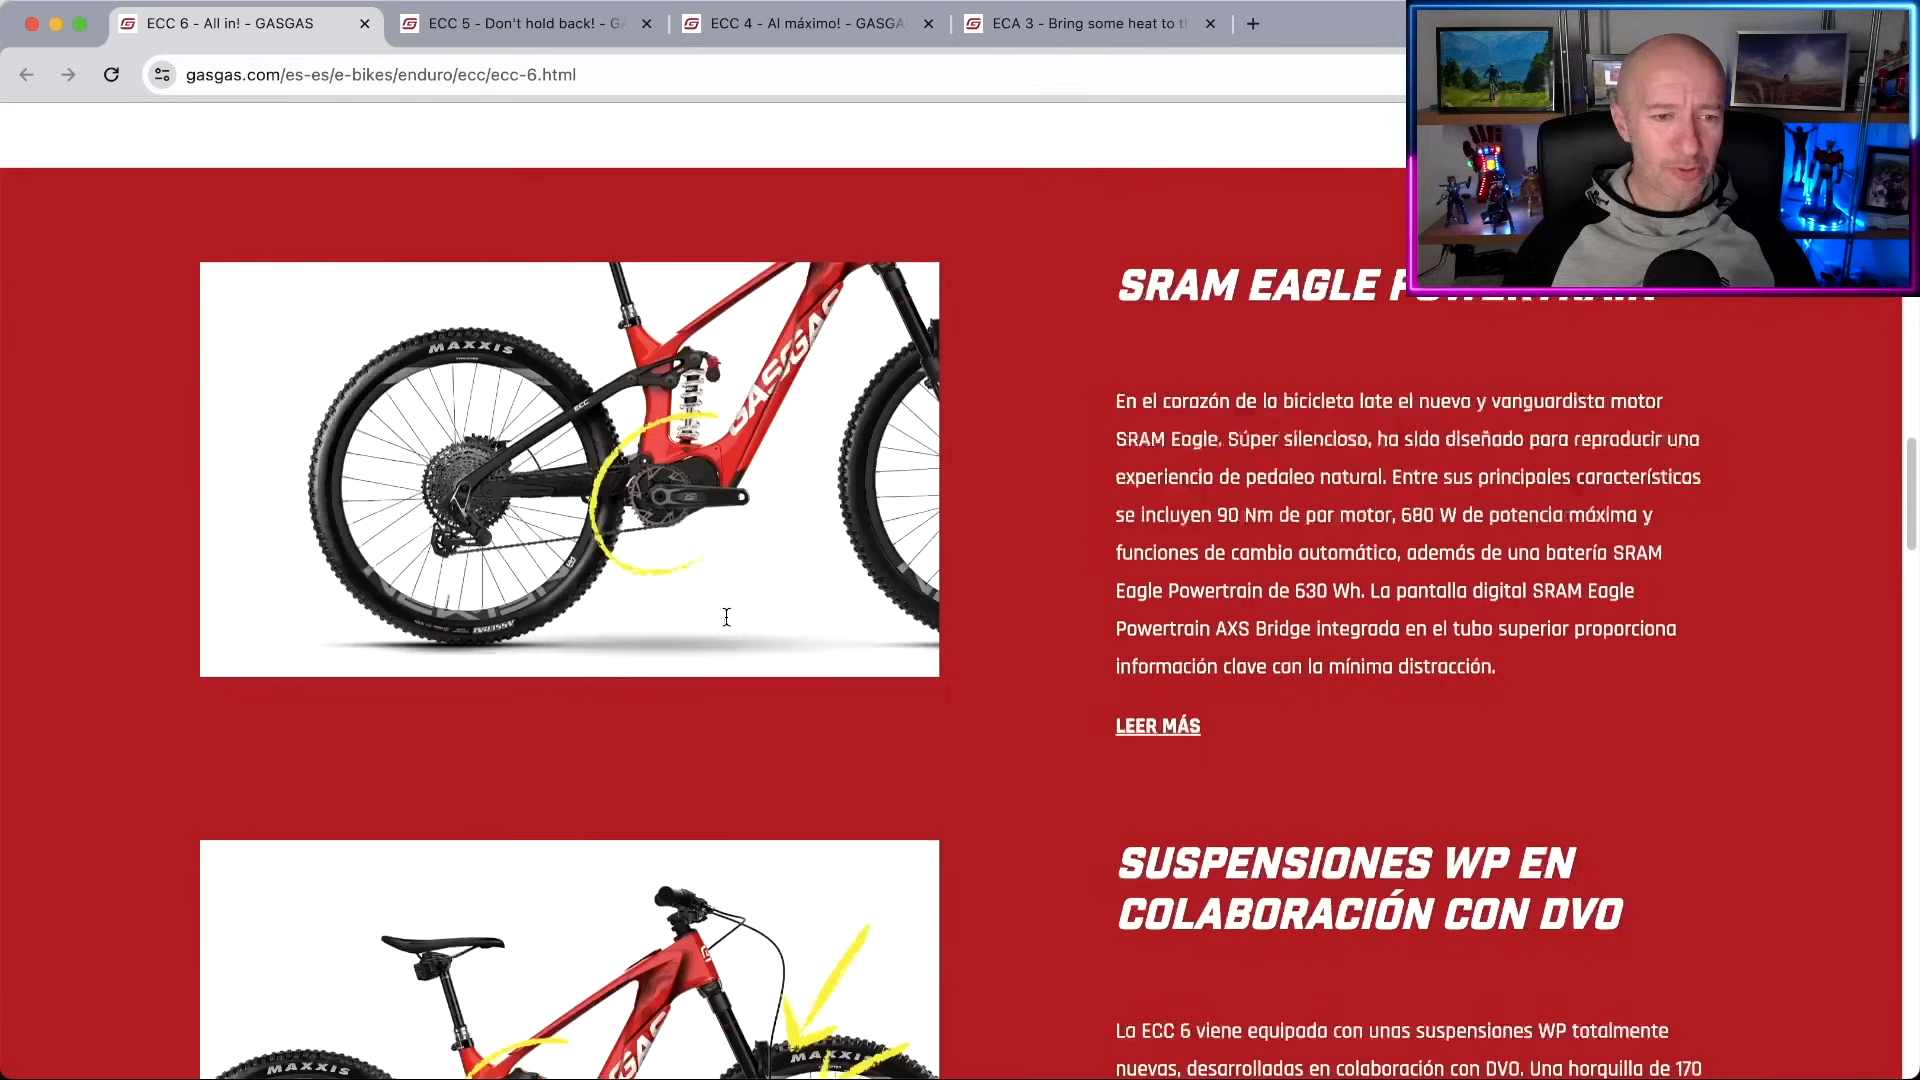 ECC 6 - All in! - GASGAS
ECC 5 - Don't hold back! - GA
ECC 4 - Al máximo! - GASGA
ECA 3 - Bring some heat to th
gasgas.com/es-es/e-bikes/enduro/ecc/ecc-6.html
SRAM EAGLE POWERTRAIN
MAXXIS
GASGAS
ECC
En el corazón de la bicicleta late el nuevo y vanguardista motor
SRAM Eagle. Súper silencioso, ha sido diseñado para reproducir una
experiencia de pedaleo natural. Entre sus principales características
se incluyen 90 Nm de par motor, 680 W de potencia máxima y
funciones de cambio automático, además de una batería SRAM
Eagle Powertrain de 630 Wh. La pantalla digital SRAM Eagle
Powertrain AXS Bridge integrada en el tubo superior proporciona
información clave con la mínima distracción.
ASSEGAI
LEER MÁS
SUSPENSIONES WP EN
COLABORACIÓN CON DVO
La ECC 6 viene equipada con unas suspensiones WP totalmente
nuevas, desarrolladas en colaboración con DVO. Una horquilla de 170
GAS
MAXXIS
MAXXIS